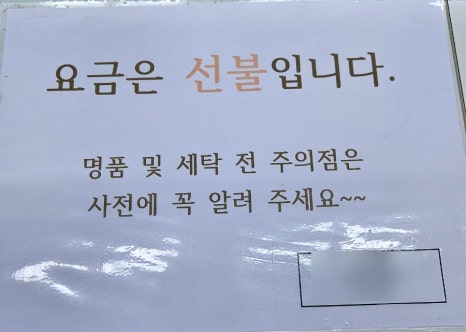 요금은 선불입니다.
명품 및 세탁 전 주의점은
사전에 꼭 알려 주세요~~